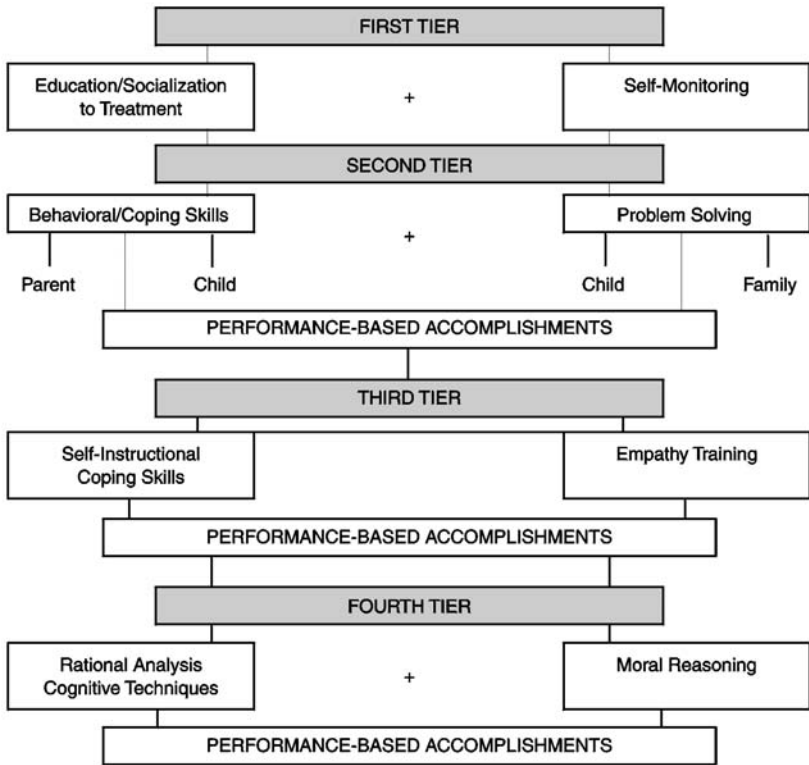 FIRST TIER
Education/Socialization
to Treatment
+
Self-Monitoring
SECOND TIER
Behavioral/Coping Skills
+
Problem Solving
Parent
Child
Child
Family
PERFORMANCE-BASED ACCOMPLISHMENTS
THIRD TIER
Self-Instructional
Coping Skills
Empathy Training
PERFORMANCE-BASED ACCOMPLISHMENTS
FOURTH TIER
Rational Analysis
Cognitive Techniques
+
Moral Reasoning
PERFORMANCE-BASED ACCOMPLISHMENTS